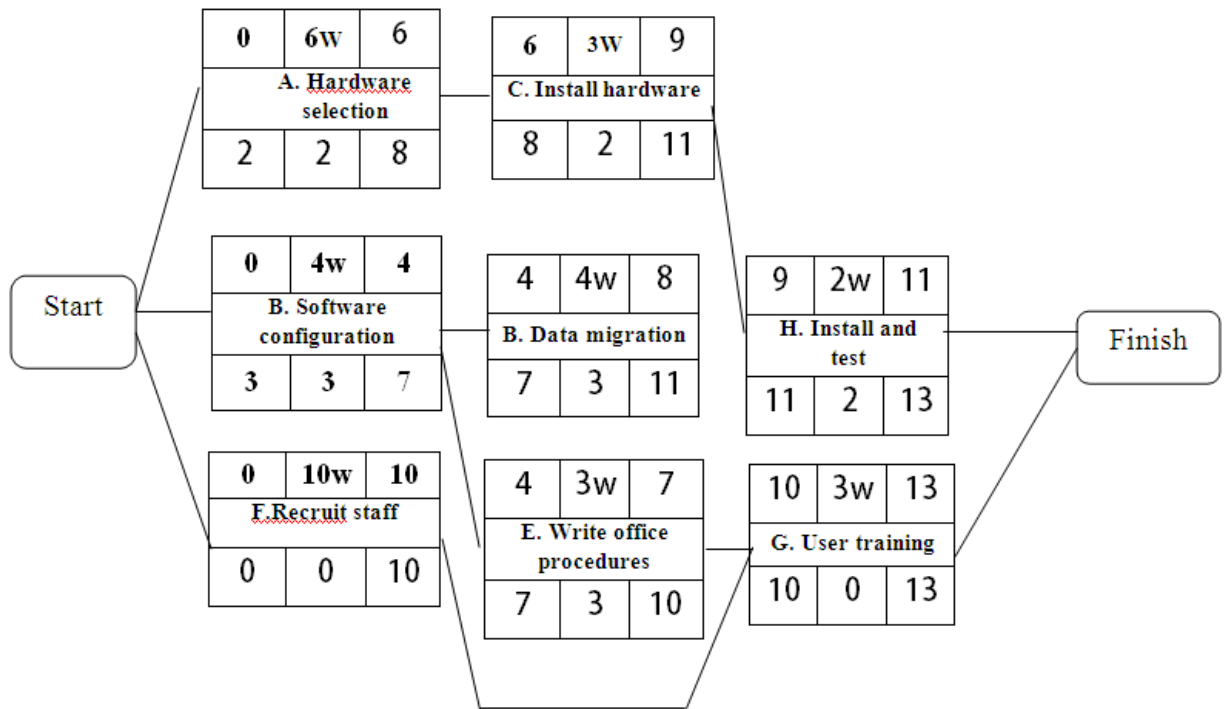 0 6W 6
A. Hardware
selection
2 2 8
6 3W 9
C. Install hardware
8 2 11
Start
0 4w 4
B. Software
configuration
3 3 7
4 4w 8
B. Data migration
7 3 11
9 2w 11
H. Install and
test
11 2 13
Finish
0 10w 10
F.Recruit staff
0 0 10
4 3w 7
E. Write office
procedures
7 3 10
10 3w 13
G. User training
10 0 13